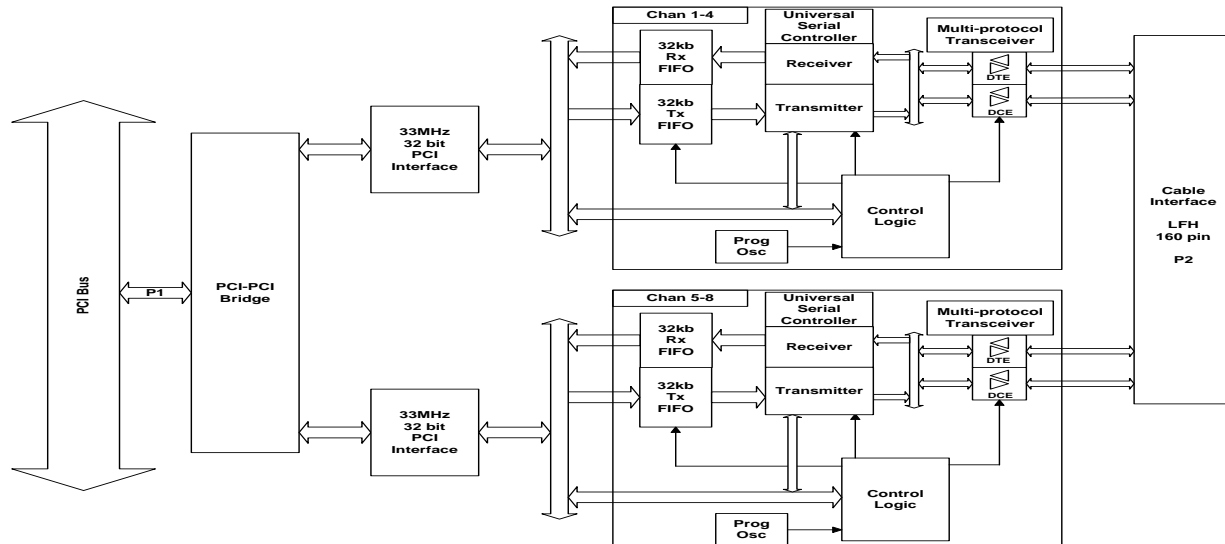 PCI Bus
P1
PCI-PCI
Bridge
33MHz
32 bit
PCI
Interface
Chan 1-4
32kb
Rx
FIFO
32kb
Tx
FIFO
Universal
Serial
Controller
Receiver
Transmitter
Multi-protocol
Transceiver
DTE
DCE
Control
Logic
Prog
Osc
33MHz
32 bit
PCI
Interface
Chan 5-8
32kb
Rx
FIFO
32kb
Tx
FIFO
Universal
Serial
Controller
Receiver
Transmitter
Multi-protocol
Transceiver
DTE
DCE
Control
Logic
Prog
Osc
Cable
Interface
LFH
160 pin
P2